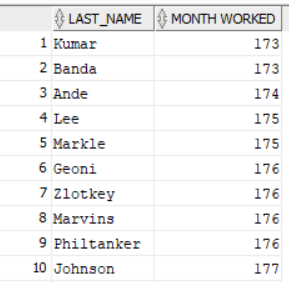 LAST_NAME MONTH WORKED
1 Kumar 173
2 Banda 173
3 Ande 174
4 Lee 175
5 Markle 175
6 Geoni 176
7 Zlotkey 176
8 Marvins 176
9 Philtanker 176
10 Johnson 177